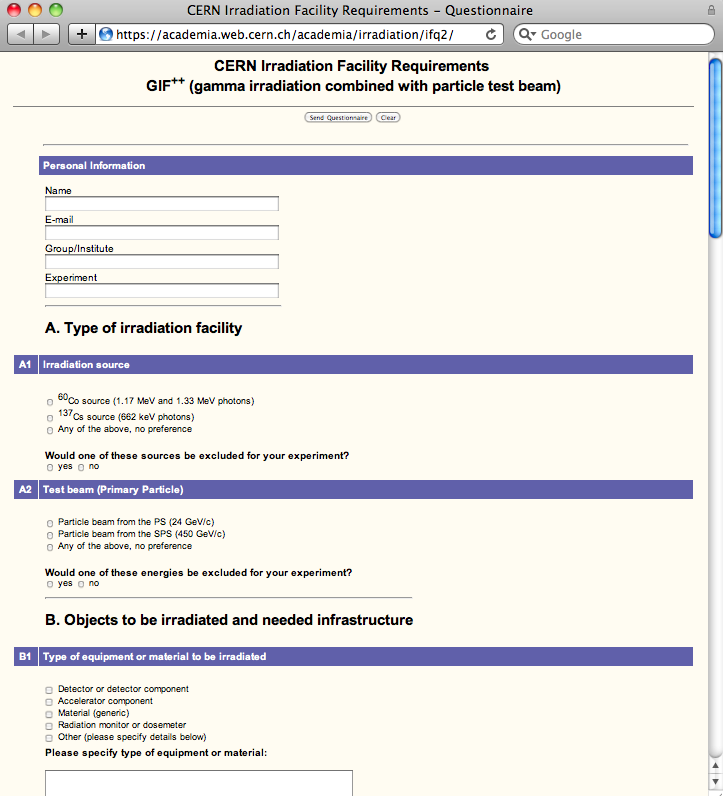 CERN Irradiation Facility Requirements – Questionnaire
https://academia.web.cern.ch/academia/irradiation/ifq2/
Google
CERN Irradiation Facility Requirements
GIF++ (gamma irradiation combined with particle test beam)
Send Questionnaire Clear
Personal Information
Name
E-mail
Group/Institute
Experiment
A. Type of irradiation facility
A1 Irradiation source
60Co source (1.17 MeV and 1.33 MeV photons)
137Cs source (662 keV photons)
Any of the above, no preference
Would one of these sources be excluded for your experiment?
yes no
A2 Test beam (Primary Particle)
Particle beam from the PS (24 GeV/c)
Particle beam from the SPS (450 GeV/c)
Any of the above, no preference
Would one of these energies be excluded for your experiment?
yes no
B. Objects to be irradiated and needed infrastructure
B1 Type of equipment or material to be irradiated
Detector or detector component
Accelerator component
Material (generic)
Radiation monitor or dosemeter
Other (please specify details below)
Please specify type of equipment or material: